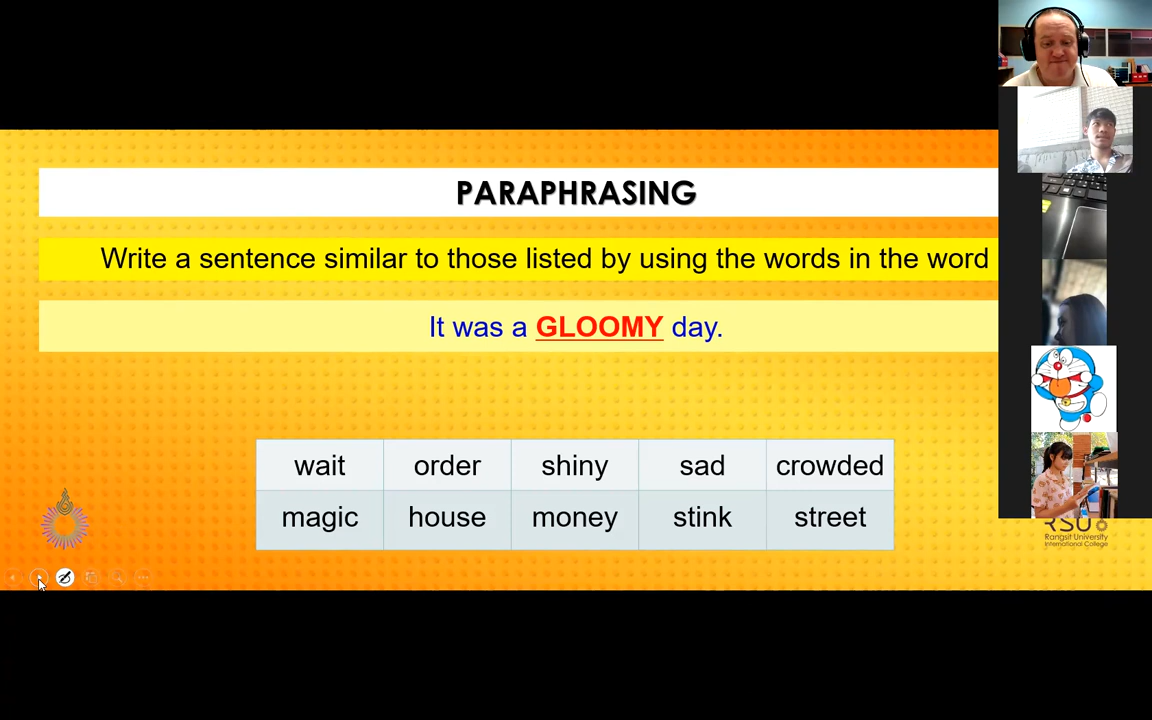 PARAPHRASING
Write a sentence similar to those listed by using the words in the word
It was a GLOOMY day.
wait order shiny sad crowded
magic house money stink street
RSU
Rangsit University
International College